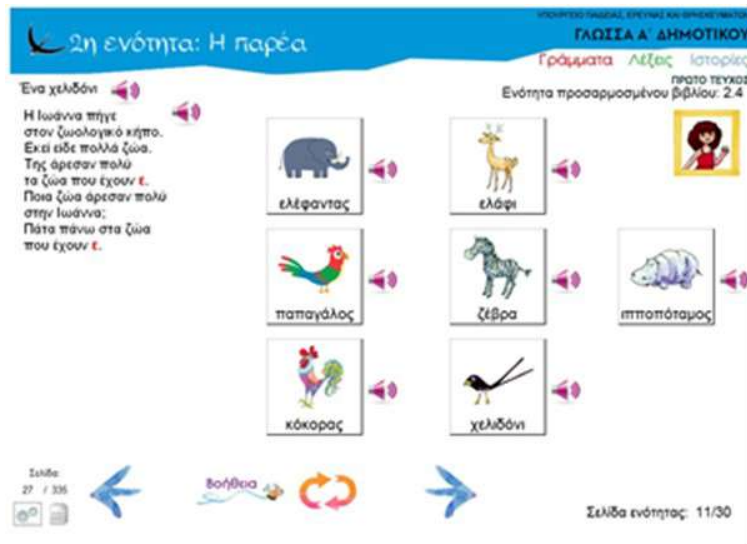 ΥΠΟΥΡΓΕΙΟ ΠΑΙΔΕΙΑΣ, ΕΡΕΥΝΑΣ ΚΑΙ ΘΡΗΣΚΕΥΜΑΤΩΝ
2η ενότητα: Η παρέα
ΓΛΩΣΣΑ Α΄ ΔΗΜΟΤΙΚΟΥ
Γράμματα Λέξεις Ιστορίες
ΠΡΩΤΟ ΤΕΥΧΟΣ
Ενότητα προσαρμοσμένου βιβλίου: 2.4
Ένα χελιδόνι
Η Ιωάννα πήγε
στον ζωολογικό κήπο.
Εκεί είδε πολλά ζώα.
Της άρεσαν πολύ
τα ζώα που έχουν ε.
Ποια ζώα άρεσαν πολύ
στην Ιωάννα;
Πάτα πάνω στα ζώα
που έχουν ε.
ελέφαντας
ελάφι
παπαγάλος
ζέβρα
ιπποπόταμος
κόκορας
χελιδόνι
Σελίδα:
27 / 335
Βοήθεια
Σελίδα ενότητας: 11/30